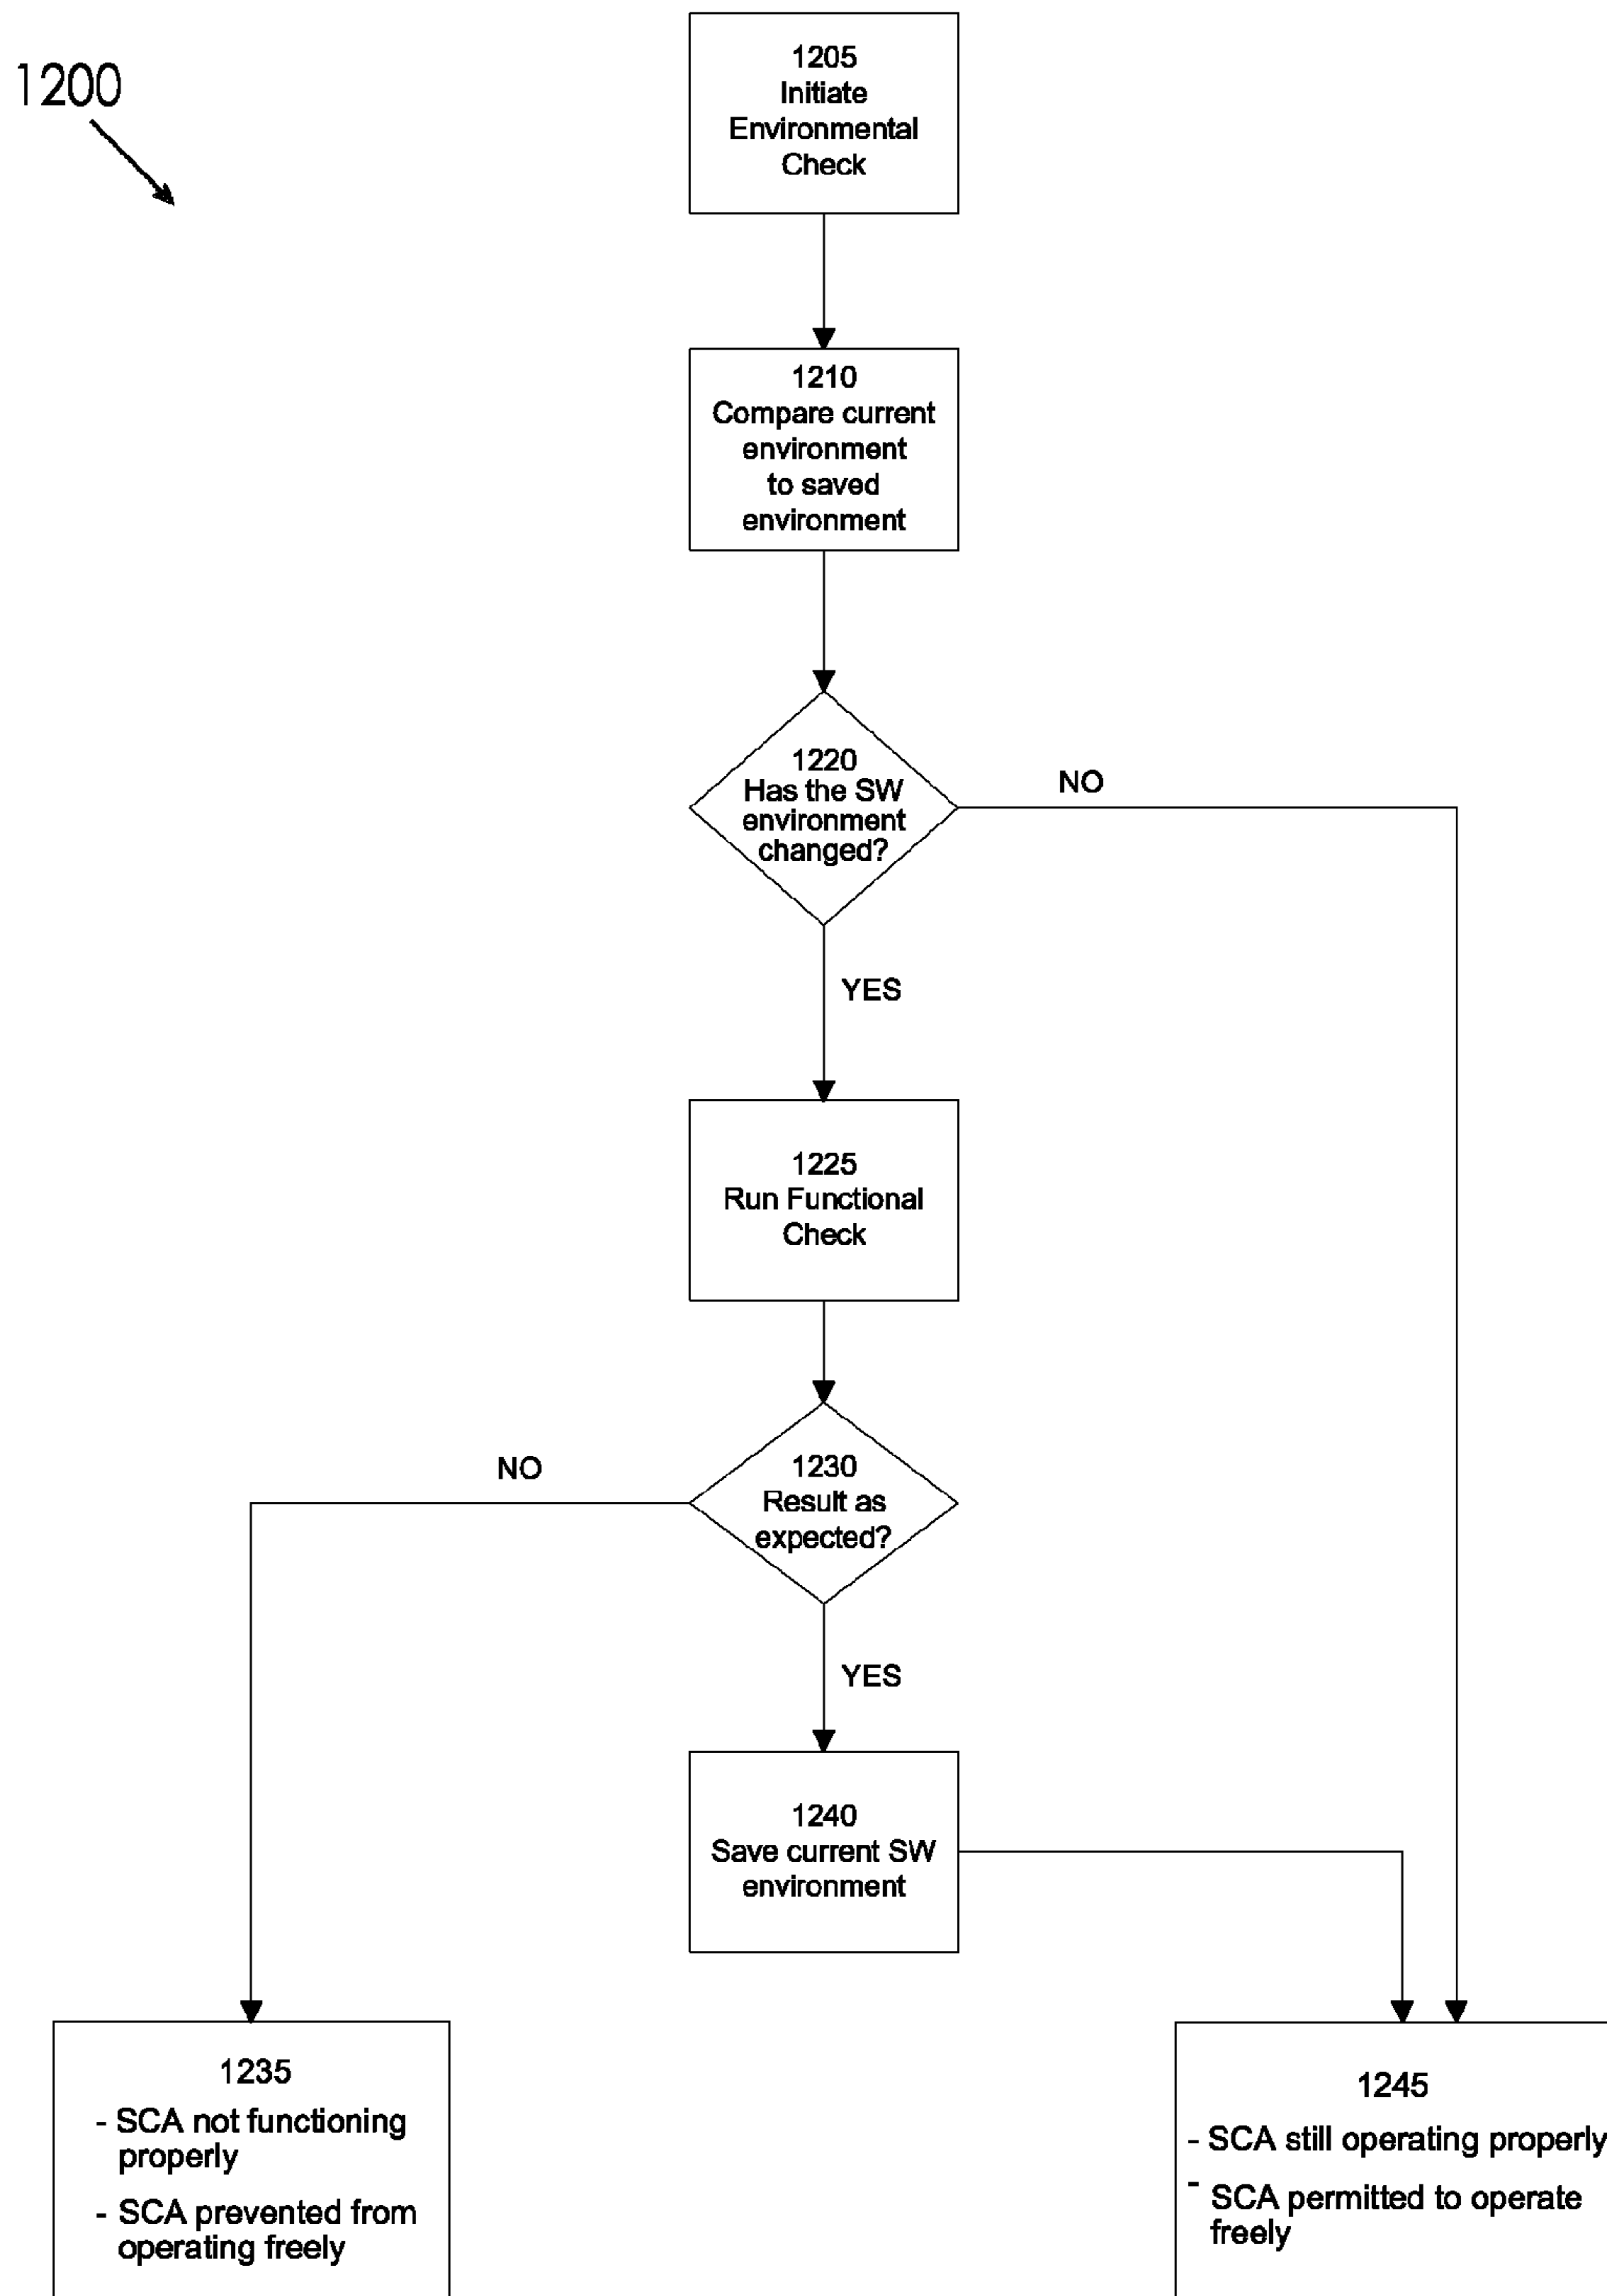 1200
1205
Initiate
Environmental
Check
1210
Compare current
environment
to saved
environment
1220
Has the SW
environment
changed?
NO
YES
1225
Run Functional
Check
1230
Result as
expected?
NO
YES
1240
Save current SW
environment
1235
- SCA not functioning
properly
- SCA prevented from
operating freely
1245
- SCA still operating properly
- SCA permitted to operate
freely